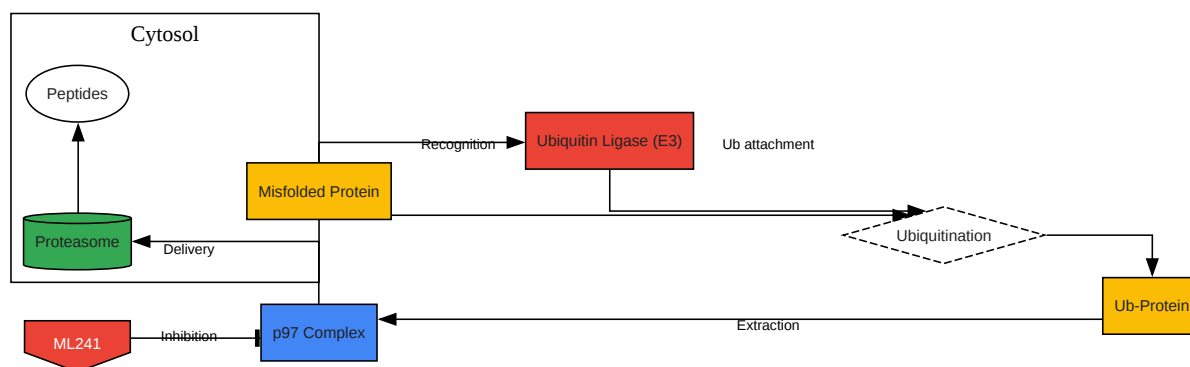 Cytosol
Peptides
Recognition
Ubiquitin Ligase (E3)
Ub attachment
Misfolded Protein
Proteasome
Delivery
Ubiquitination
Ub-Protein
Extraction
p97 Complex
Inhibition
ML241